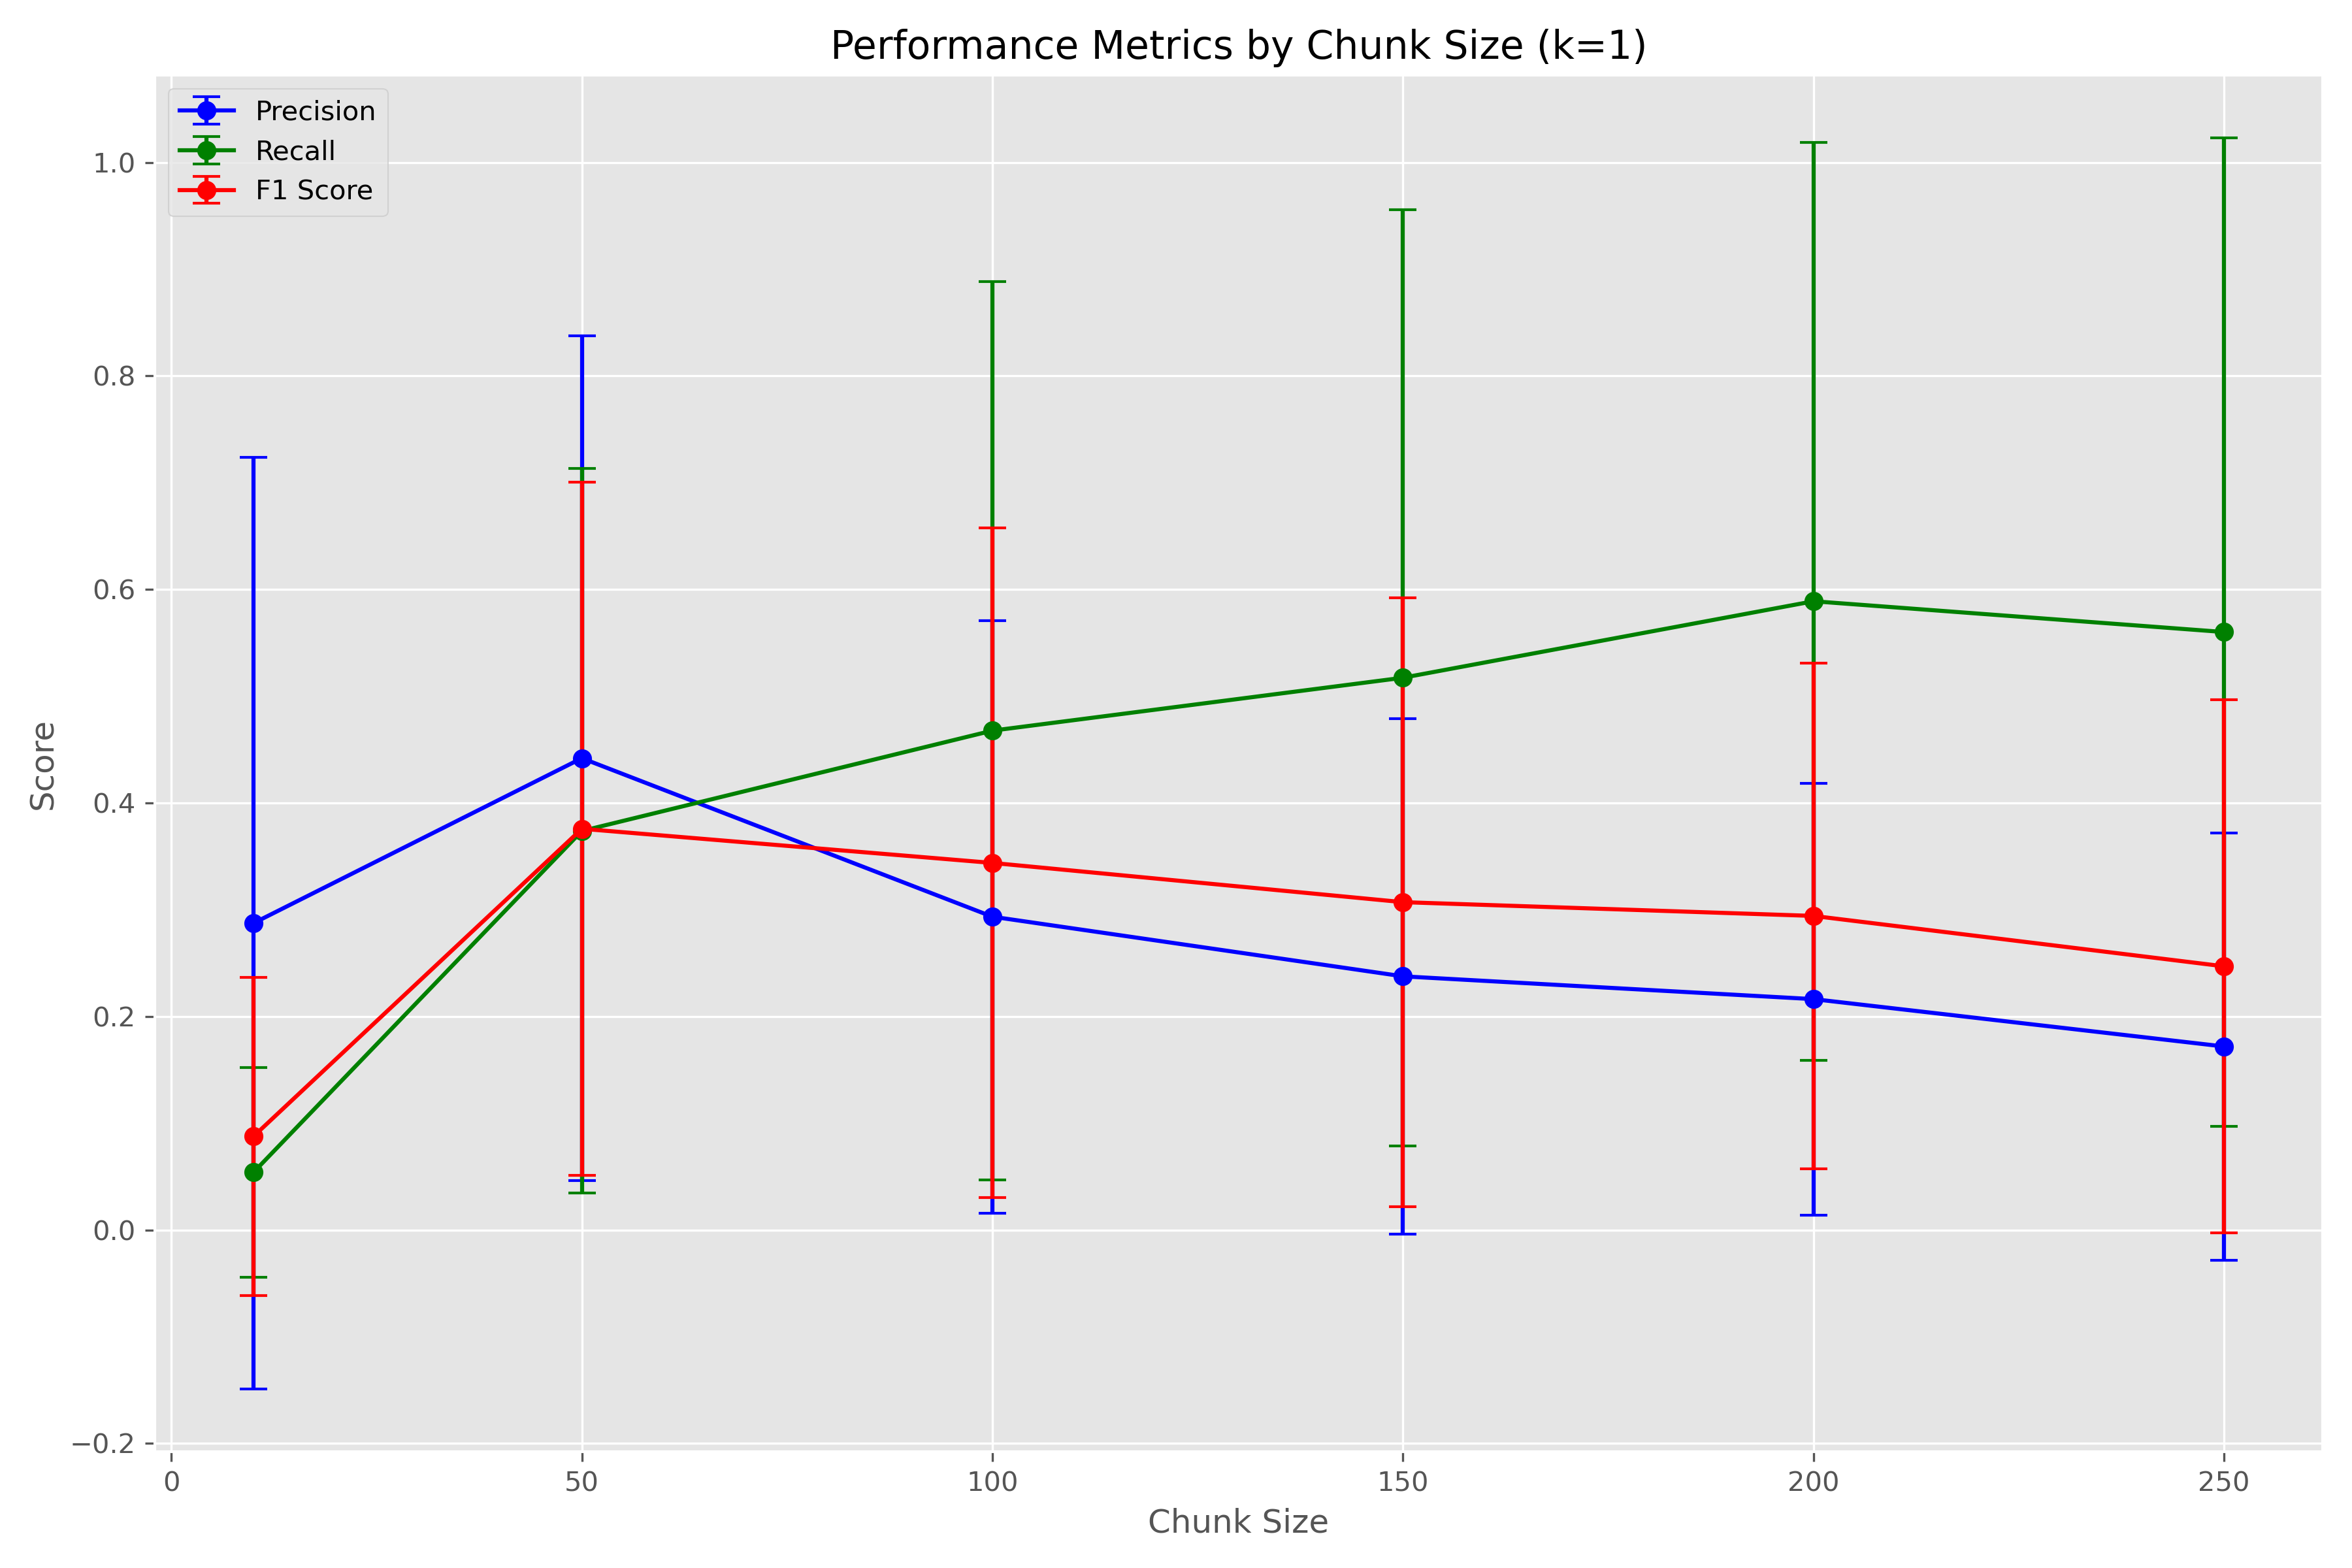 Performance Metrics by Chunk Size (k=1)
Precision
Recall
F1 Score
1.0
0.8
0.6
0.4
0.2
0.0
−0.2
Score
0 50 100 150 200 250
Chunk Size